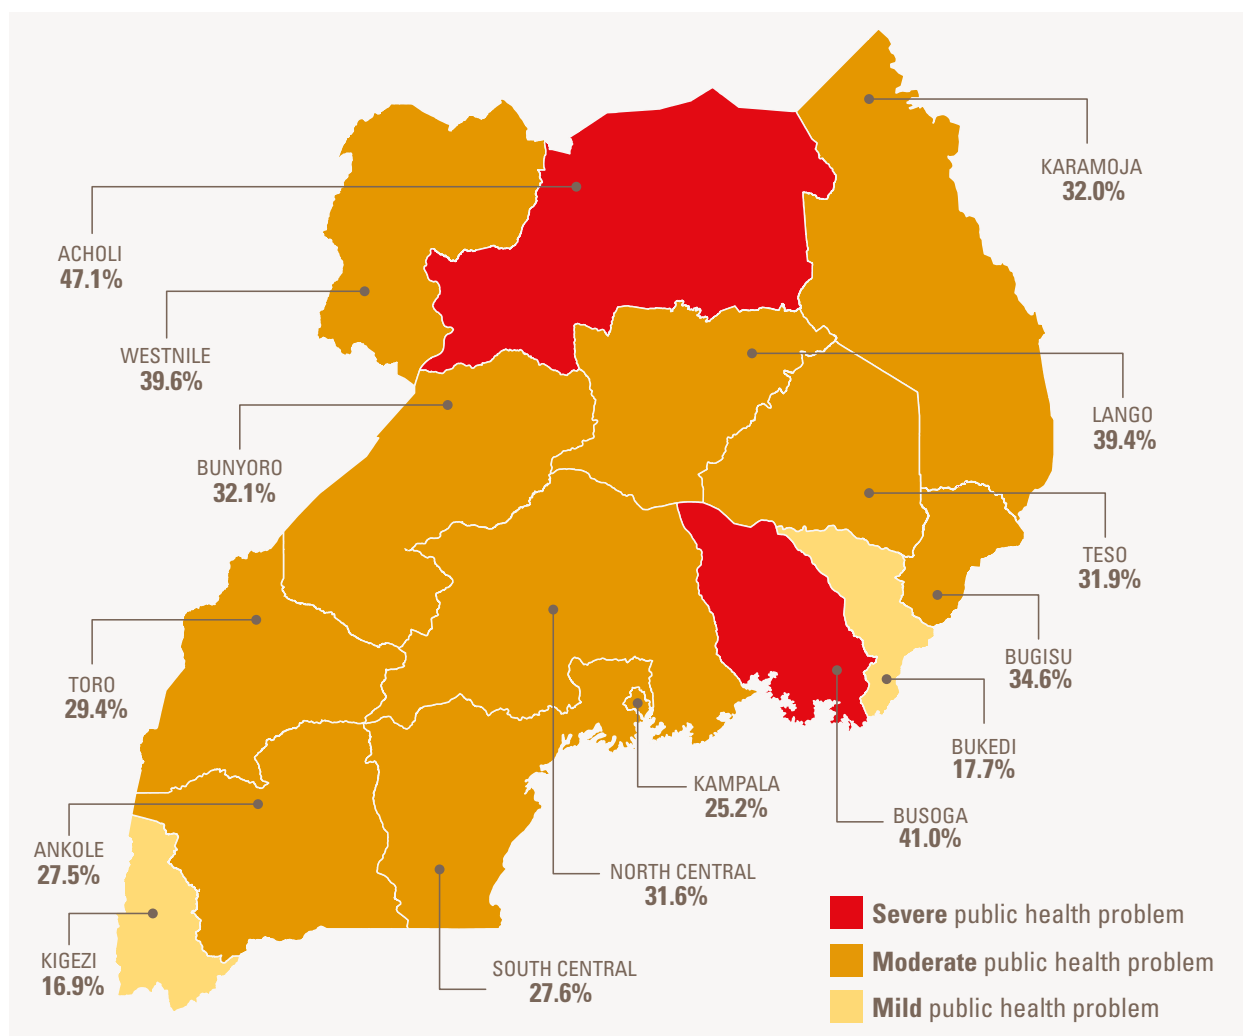 KARAMOJA
32.0%
ACHOLI
47.1%
WESTNILE
39.6%
LANGO
39.4%
BUNYORO
32.1%
TESO
31.9%
BUGISU
34.6%
TORO
29.4%
BUKEDI
17.7%
KAMPALA
25.2%
BUSOGA
41.0%
ANKOLE
27.5%
NORTH CENTRAL
31.6%
KIGEZI
16.9%
SOUTH CENTRAL
27.6%
Severe public health problem
Moderate public health problem
Mild public health problem